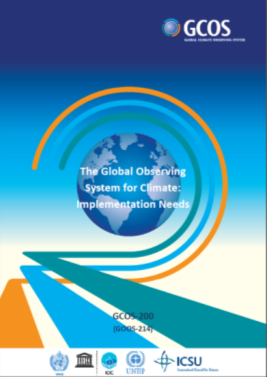 GCOS
GLOBAL CLIMATE OBSERVING SYSTEM
The Global Observing
System for Climate:
Implementation Needs
GCOS-200
(GOOS-214)
UNEP
ICSU